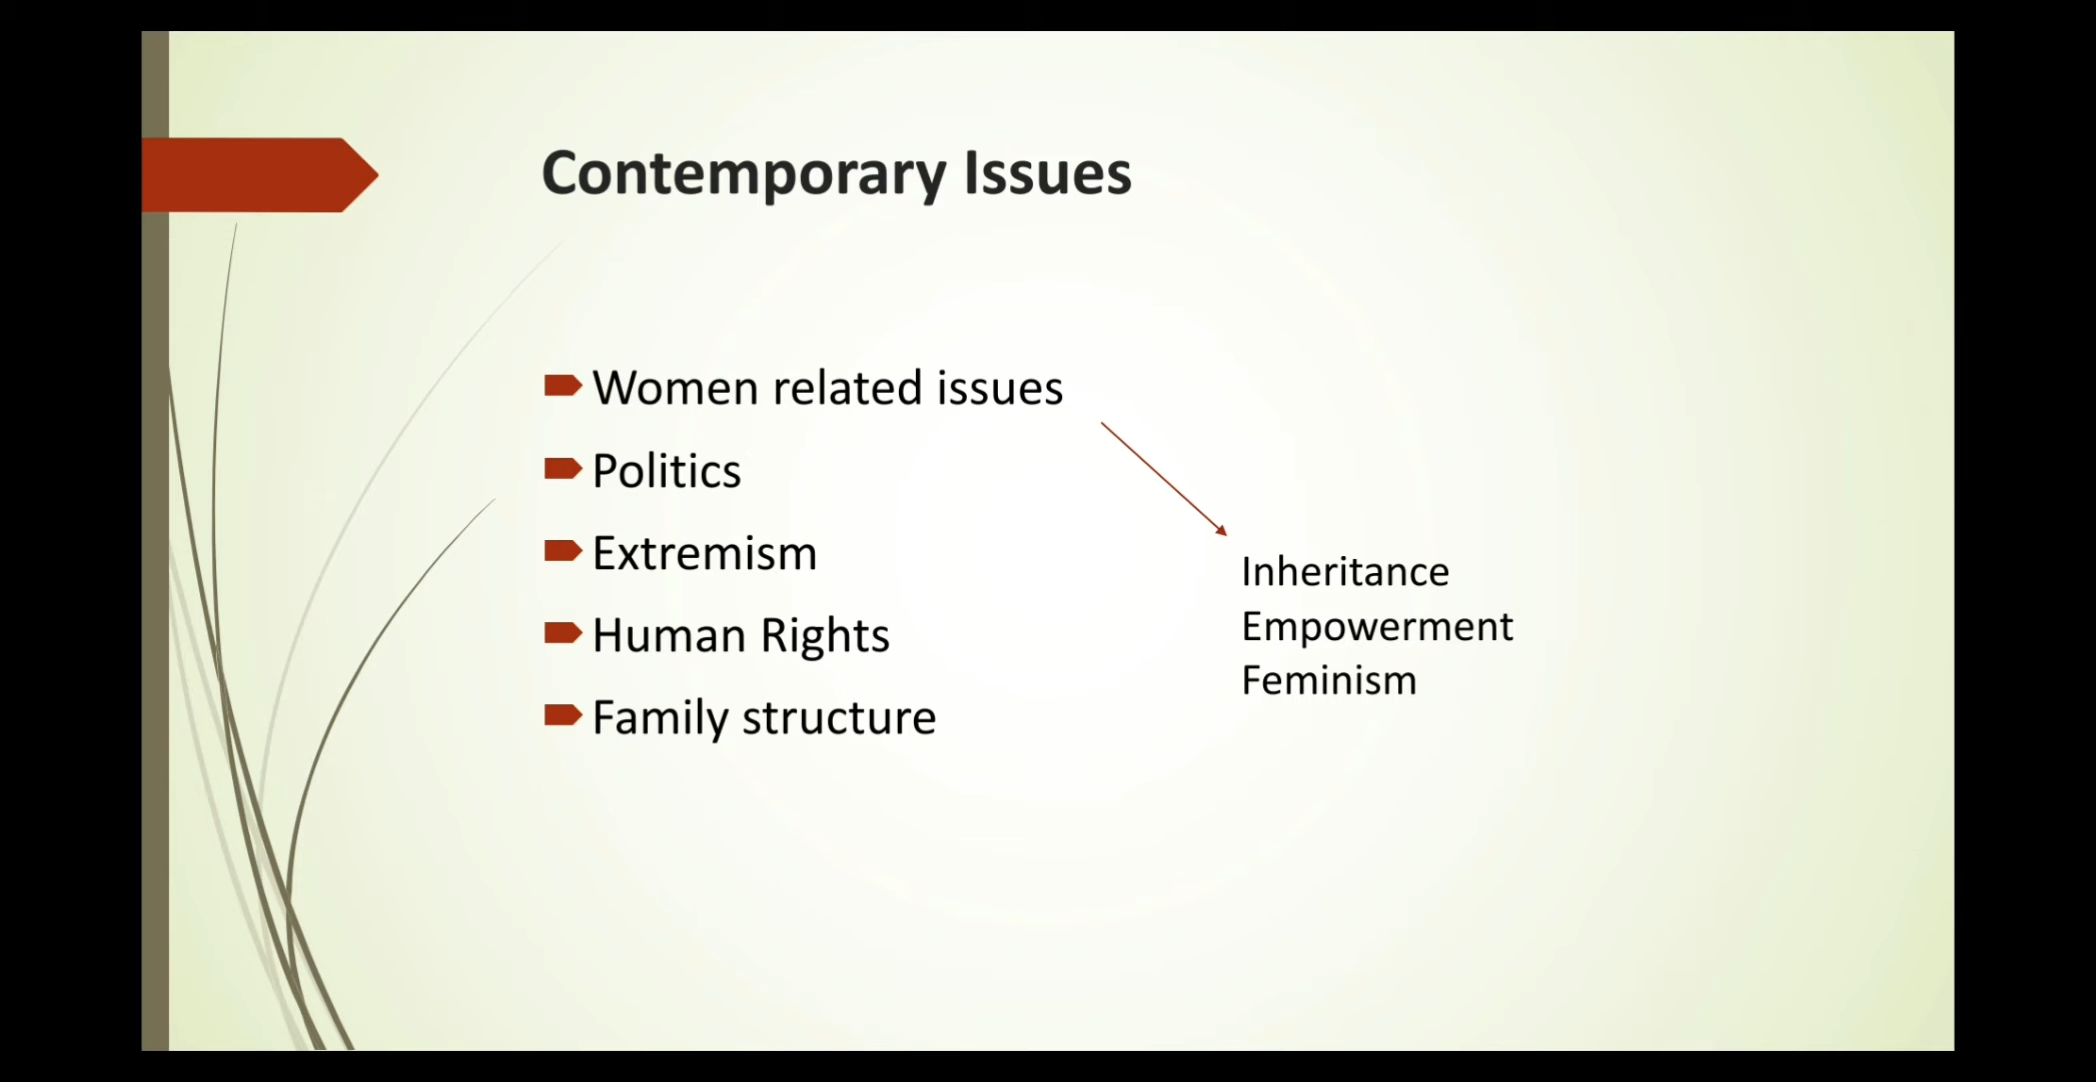 Contemporary Issues
Women related issues
Politics
Extremism
Human Rights
Family structure
Inheritance
Empowerment
Feminism